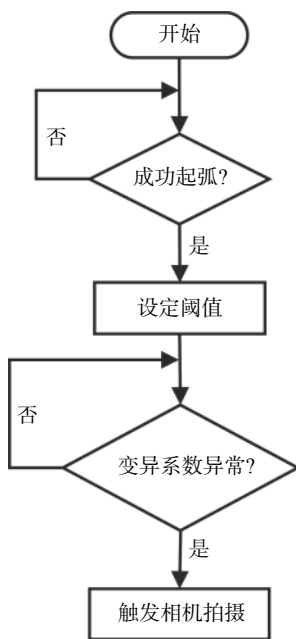 开始
否
成功起弧?
是
设定阈值
否
变异系数异常?
是
触发相机拍摄